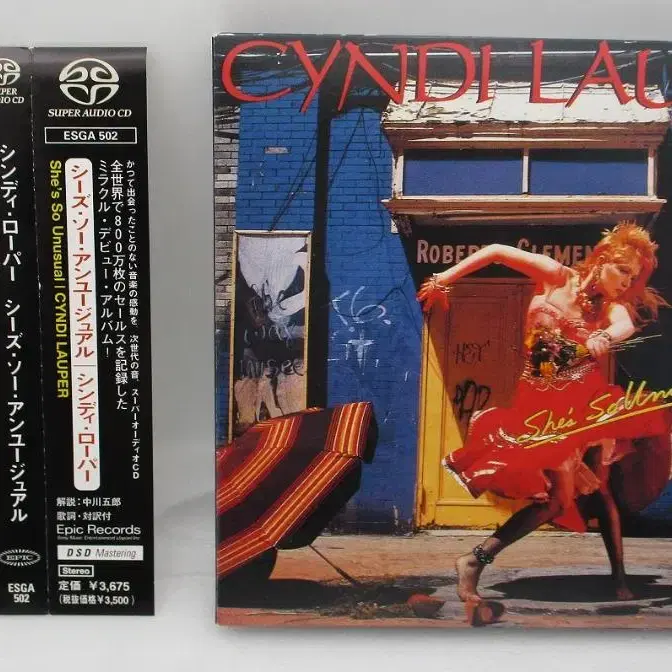 SUPER
AUDIO CD
シンディ・ローパー シーズ・ソー・アンユージュアル
EPIC
ESGA
502
SUPER AUDIO CD
ESGA 502
かつて出会ったことのない音楽の感動を、次世代の音、スーパーオーディオCD
全世界で800万枚のセールスを記録した
ミラクル・デビュー・アルバム!
シーズ・ソー・アンユージュアル|シンディ・ローパー
She's So Unusual | CYNDI LAUPER
解説:中川五郎
歌詞・対訳付
Epic Records
DSD Mastering
Stereo
定価 ¥3,675
(税抜価格¥3,500)
CYNDI LAU
ROBER CLEMEN
She's So Un